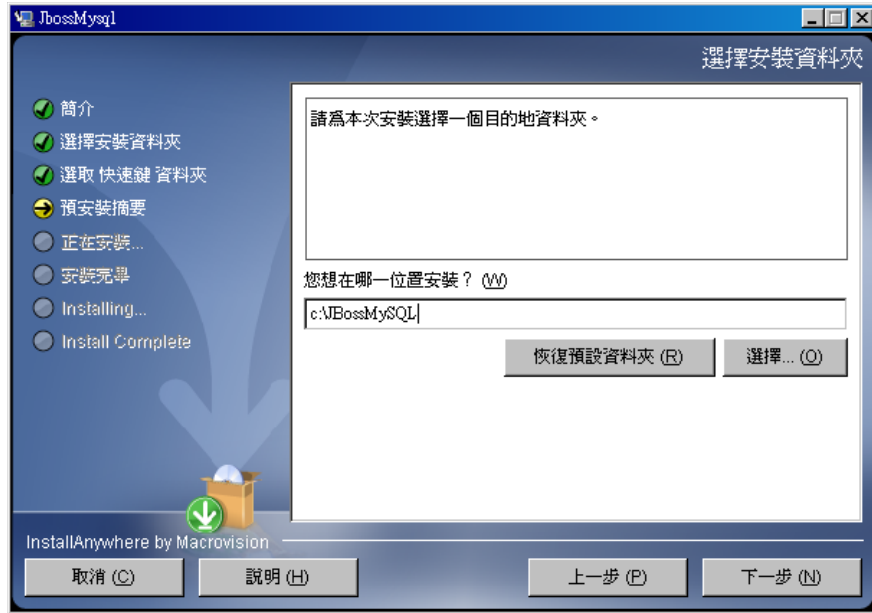 JbossMysql
選擇安裝資料夾
簡介
選擇安裝資料夾
選取 快速鍵 資料夾
預安裝摘要
正在安裝...
安裝完畢
Installing...
Install Complete
請為本次安裝選擇一個目的地資料夾。
您想在哪一位置安裝？ (W)
c:\JBossMySQL
恢復預設資料夾 (R)
選擇... (O)
InstallAnywhere by Macrovision
取消 (C)
說明 (H)
上一步 (P)
下一步 (N)